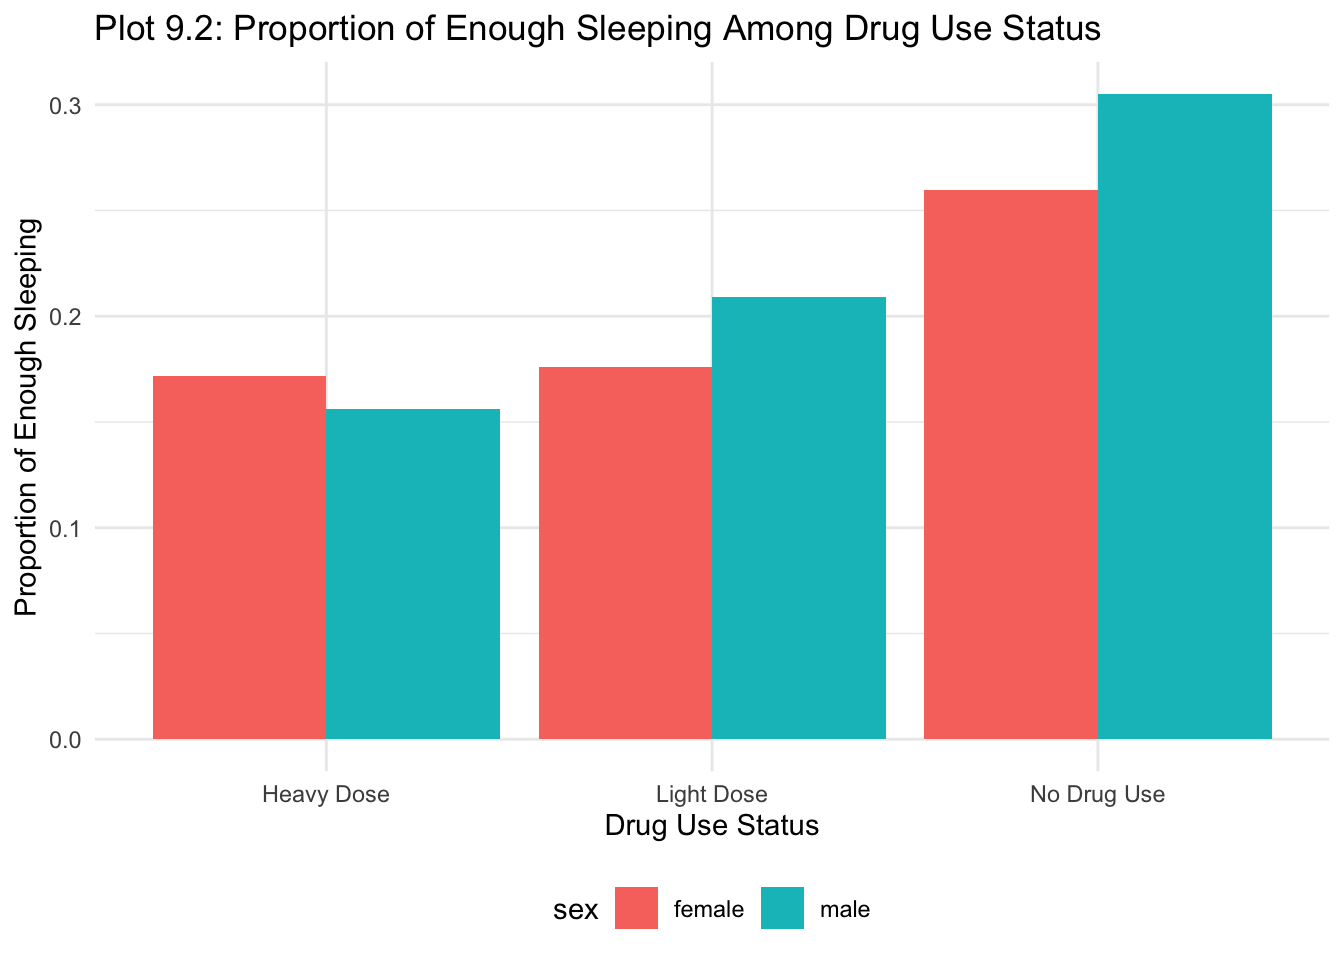 Plot 9.2: Proportion of Enough Sleeping Among Drug Use Status
Proportion of Enough Sleeping
0.3
0.2
0.1
0.0
Heavy Dose Light Dose No Drug Use
Drug Use Status
sex female male